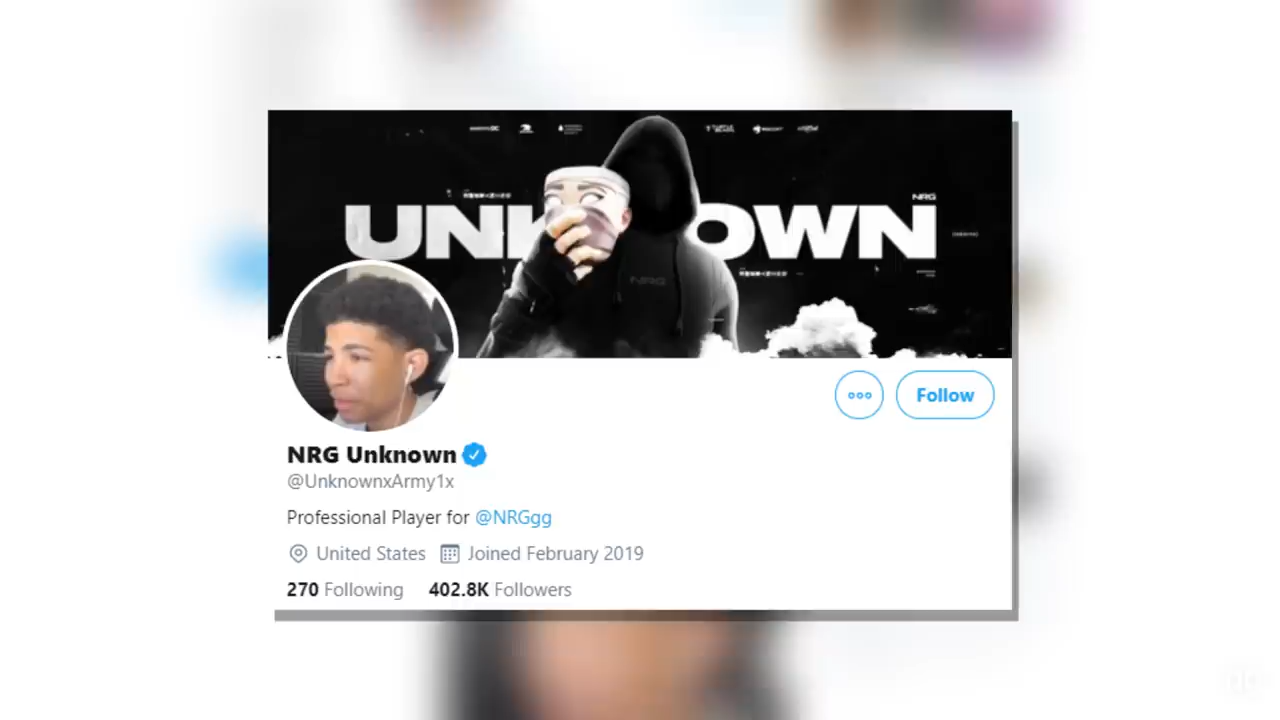 NRG
UNKNOWN
NRG
NRG Unknown
@UnknownxArmy1x
Professional Player for @NRGgg
United States Joined February 2019
270 Following 402.8K Followers
Follow